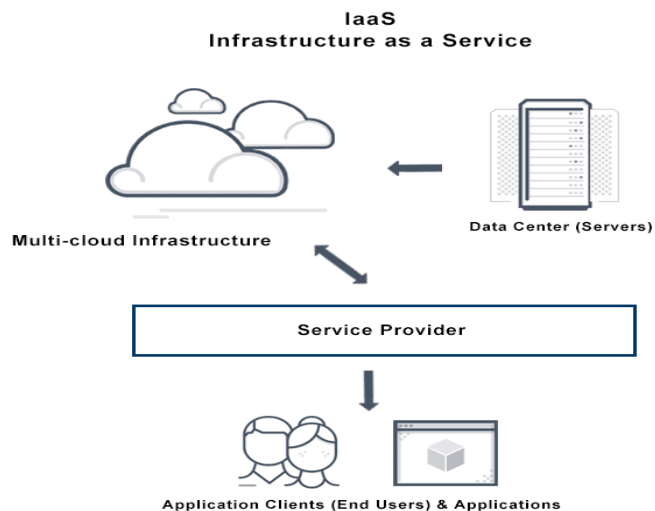 IaaS
Infrastructure as a Service
Multi-cloud Infrastructure
Data Center (Servers)
Service Provider
Application Clients (End Users) & Applications